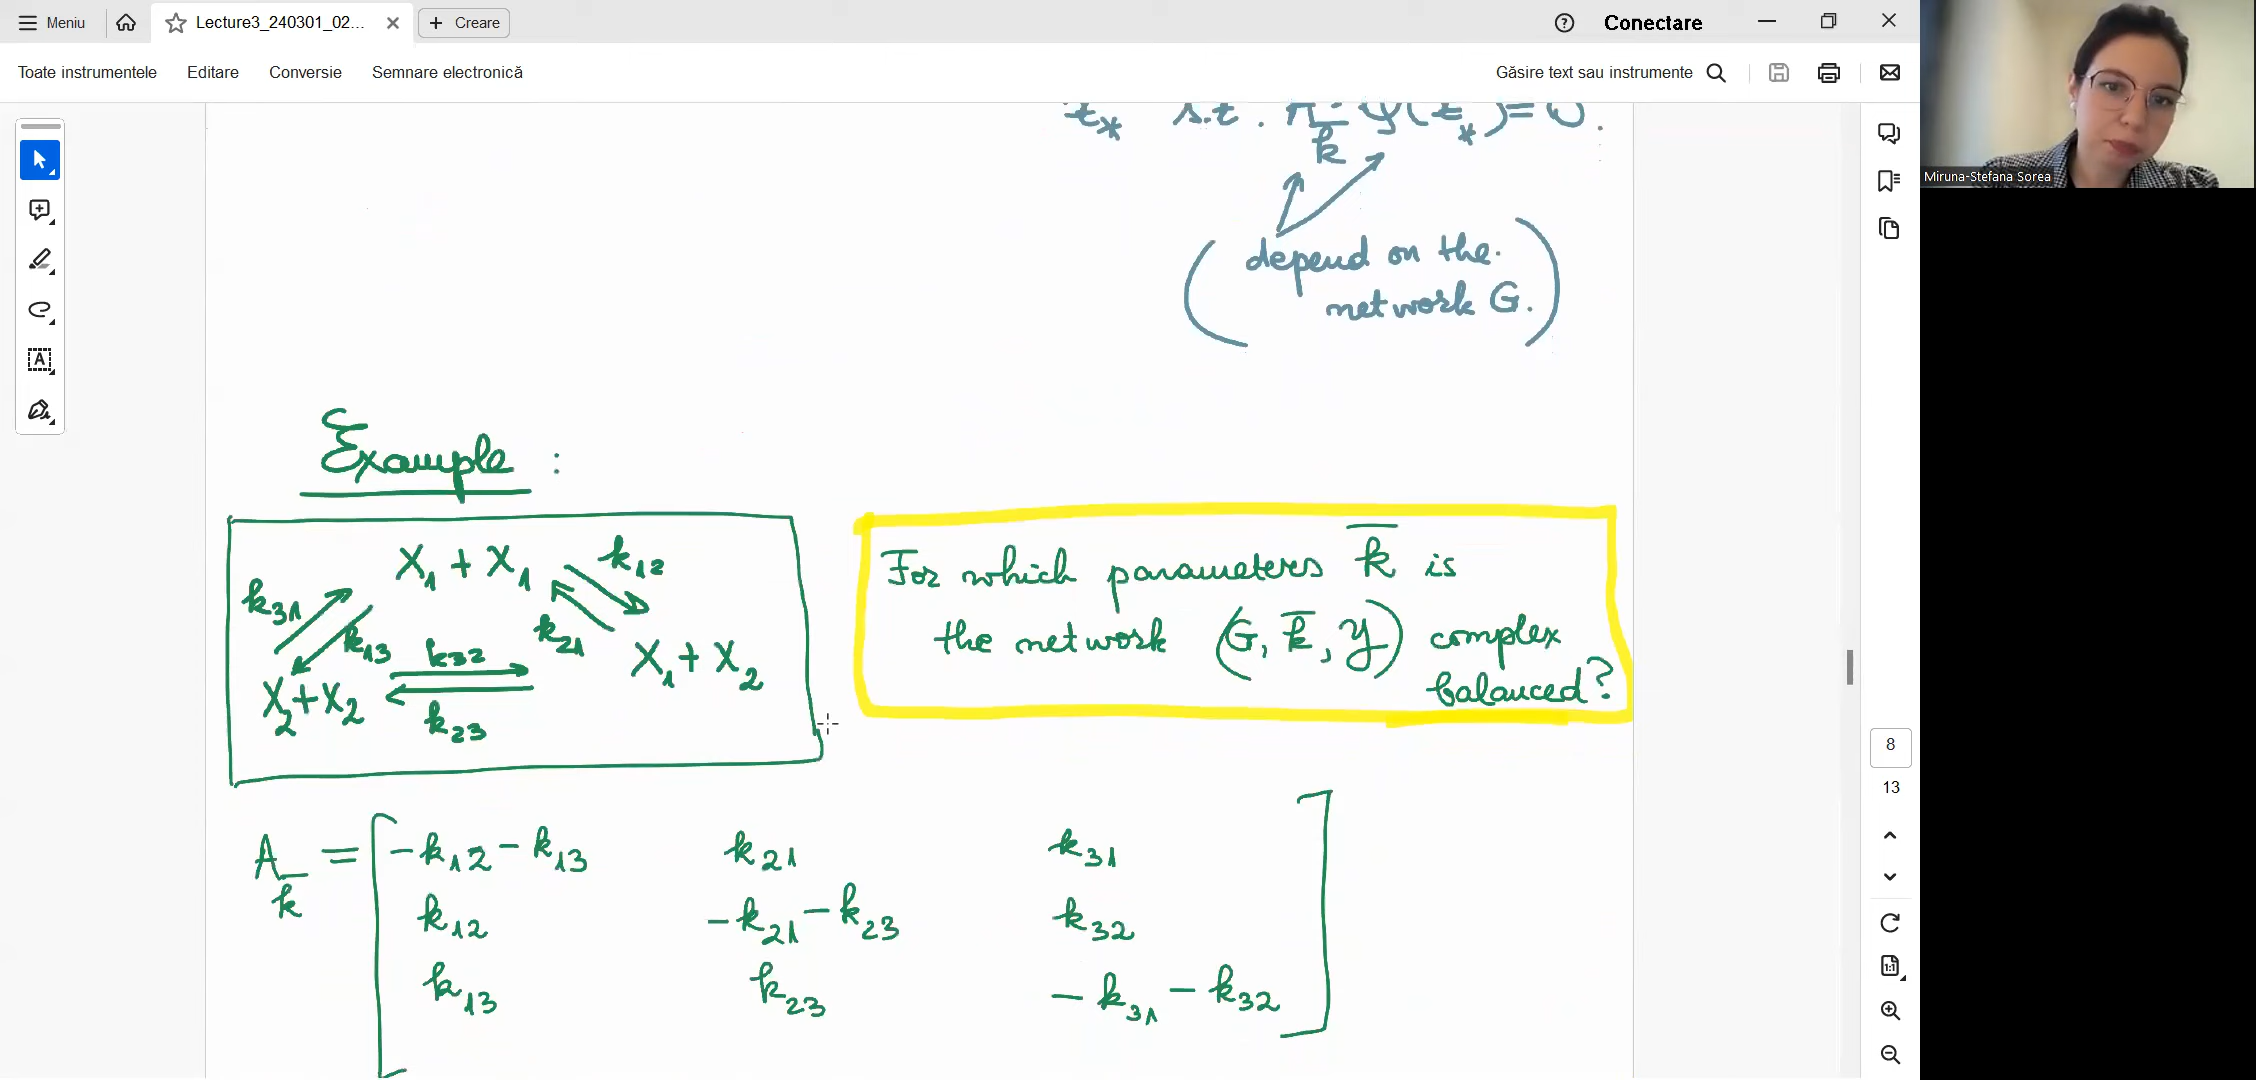 Meniu
Lecture3_240301_02...
Creare
Conectare
Toate instrumentele
Editare
Conversie
Semnare electronică
Găsire text sau instrumente
s.t.
k
depend on the
network G.
Example :
X₁ + X₁
k₁₂
k₃₁
k₁₃
k₃₂
k₂₁
X₁ + X₂
X₂ + X₂
k₂₃
For which parameters k̅ is
the network (G, k̅, Y) complex
balanced?
A_k̅ = [ -k₁₂ - k₁₃ k₂₁ k₃₁
k₁₂ -k₂₁ - k₂₃ k₃₂
k₁₃ k₂₃ -k₃₁ - k₃₂ ]
8
13
Miruna-Stefana Sorea